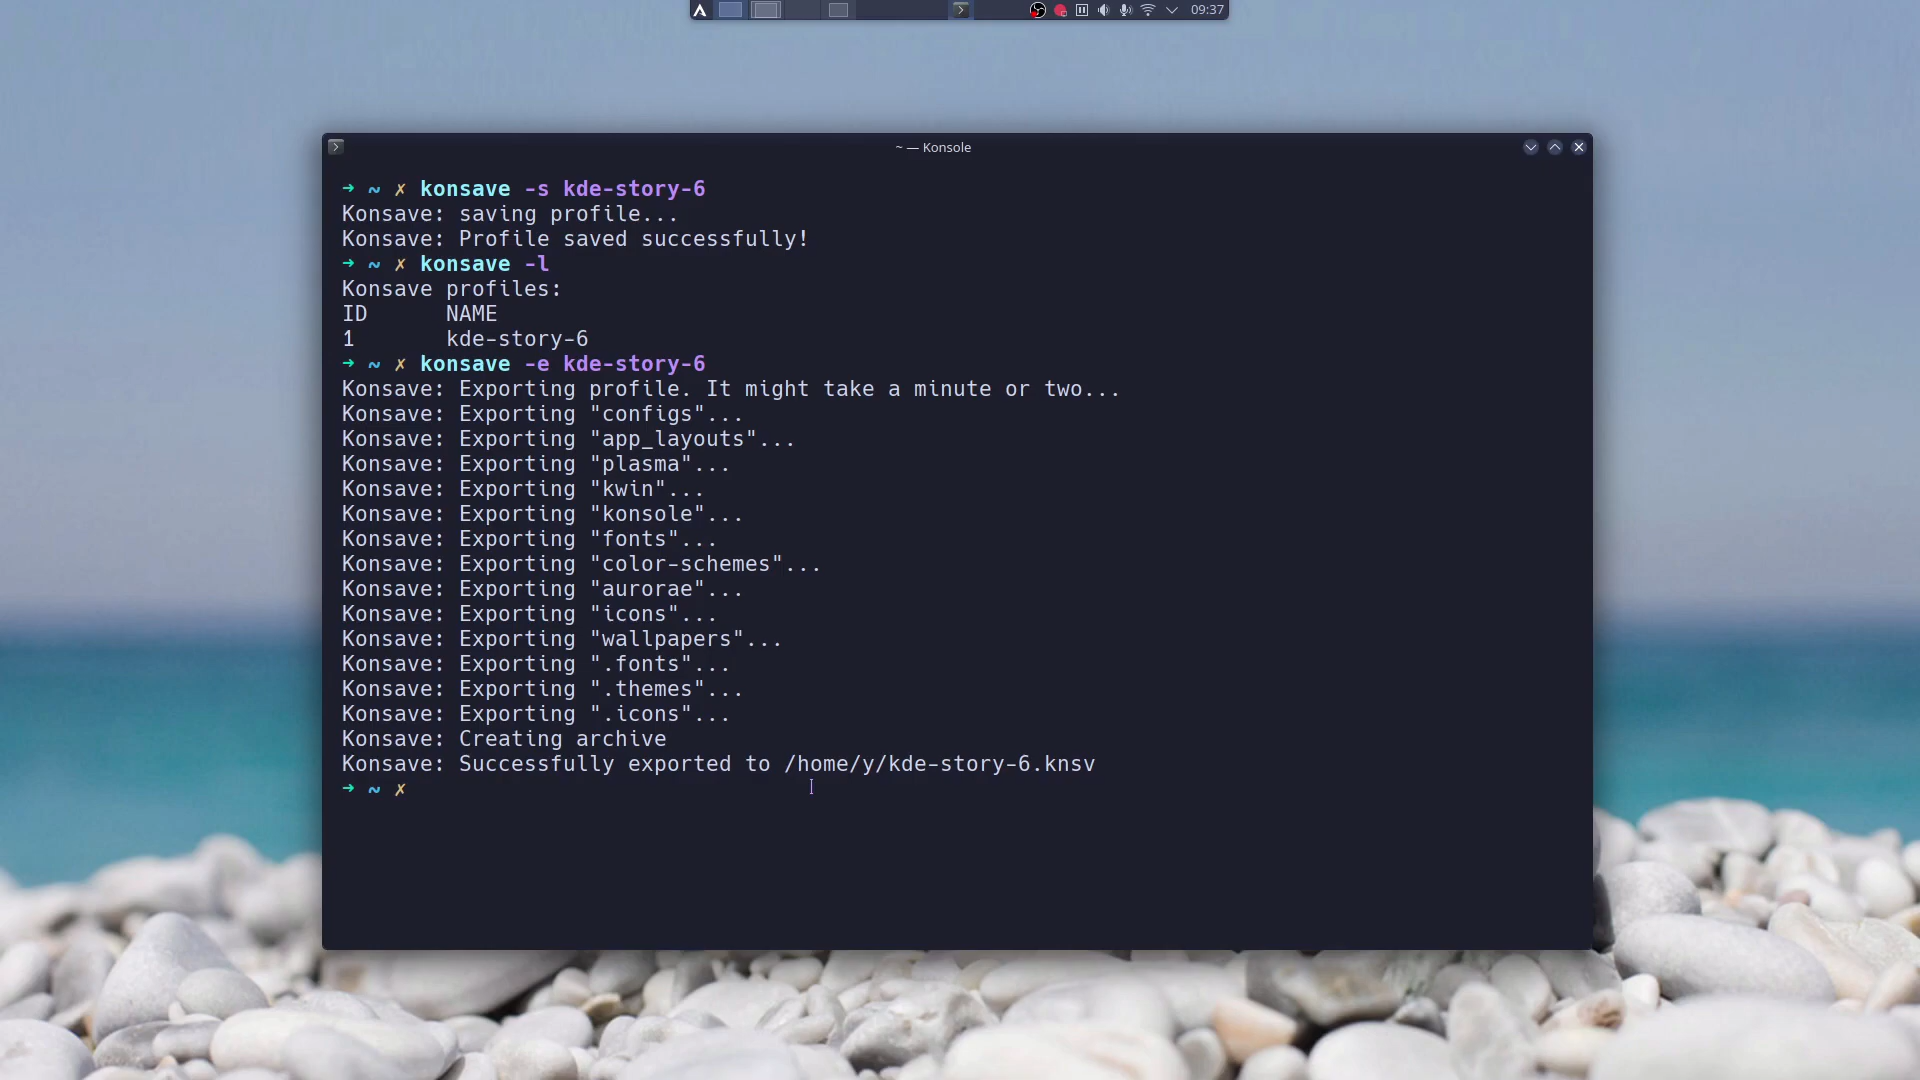 09:37
~ — Konsole
➜ ~ ✗ konsave -s kde-story-6
Konsave: saving profile...
Konsave: Profile saved successfully!
➜ ~ ✗ konsave -l
Konsave profiles:
ID NAME
1 kde-story-6
➜ ~ ✗ konsave -e kde-story-6
Konsave: Exporting profile. It might take a minute or two...
Konsave: Exporting "configs"...
Konsave: Exporting "app_layouts"...
Konsave: Exporting "plasma"...
Konsave: Exporting "kwin"...
Konsave: Exporting "konsole"...
Konsave: Exporting "fonts"...
Konsave: Exporting "color-schemes"...
Konsave: Exporting "aurorae"...
Konsave: Exporting "icons"...
Konsave: Exporting "wallpapers"...
Konsave: Exporting ".fonts"...
Konsave: Exporting ".themes"...
Konsave: Exporting ".icons"...
Konsave: Creating archive
Konsave: Successfully exported to /home/y/kde-story-6.knsv
➜ ~ ✗